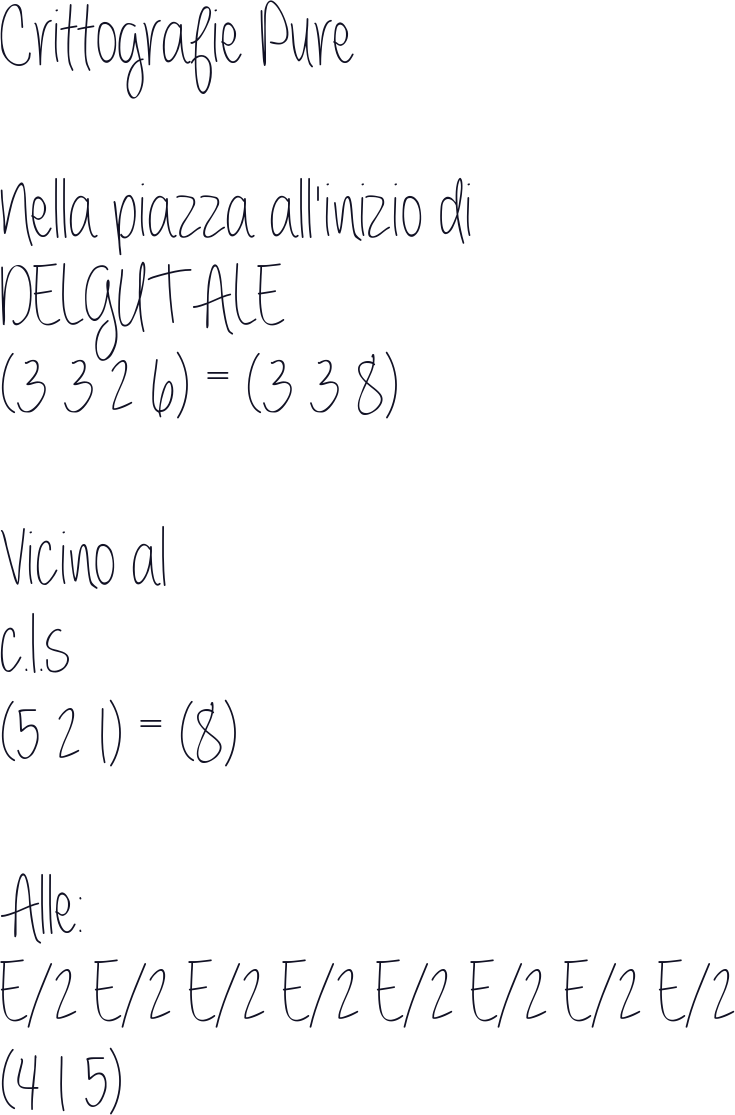 Crittografie Pure
Nella piazza all'inizio di
DELGUTALE
(3 3 2 6) = (3 3 8)
Vicino al
c.l.s
(5 2 1) = (8)
Alle:
E/2 E/2 E/2 E/2 E/2 E/2 E/2 E/2
(4 1 5)